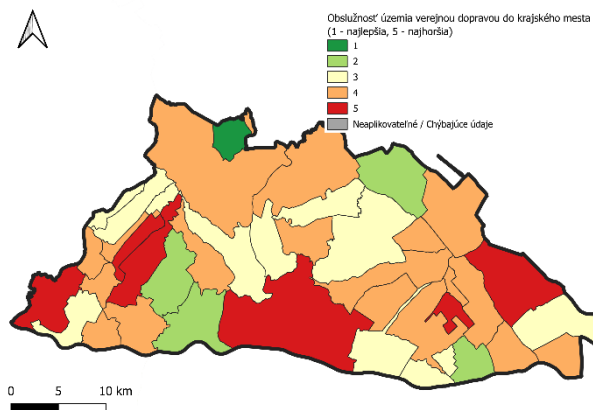 Obslužnosť územia verejnou dopravou do krajského mesta
(1 - najlepšia, 5 - najhoršia)
1
2
3
4
5
Neaplikovateľné / Chýbajúce údaje
0 5 10 km